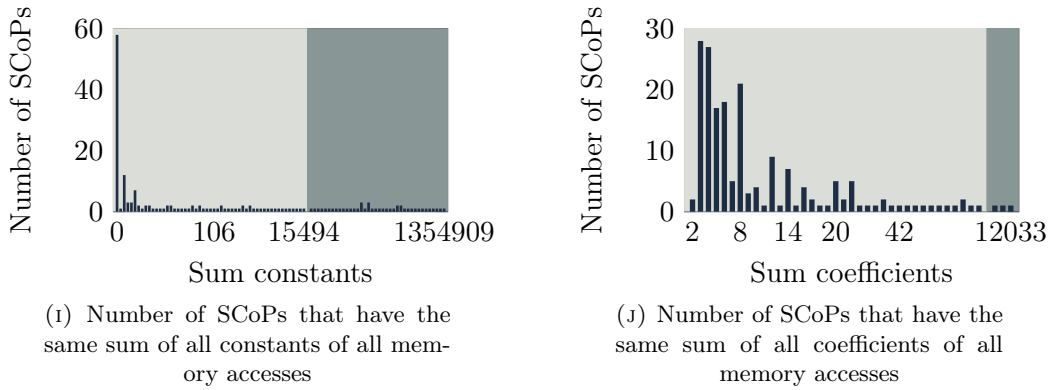 Number of SCoPs
60
40
20
0
0 106 15494 1354909
Sum constants
(I) Number of SCoPs that have the
same sum of all constants of all mem-
ory accesses
Number of SCoPs
30
20
10
0
2 8 14 20 42 12033
Sum coefficients
(J) Number of SCoPs that have the
same sum of all coefficients of all
memory accesses